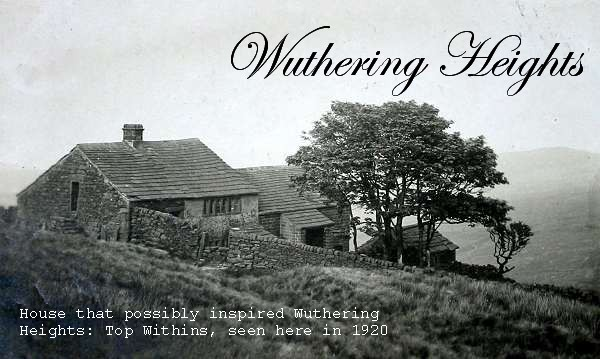 Wuthering Heights
House that possibly inspired Wuthering
Heights: Top Withins, seen here in 1920